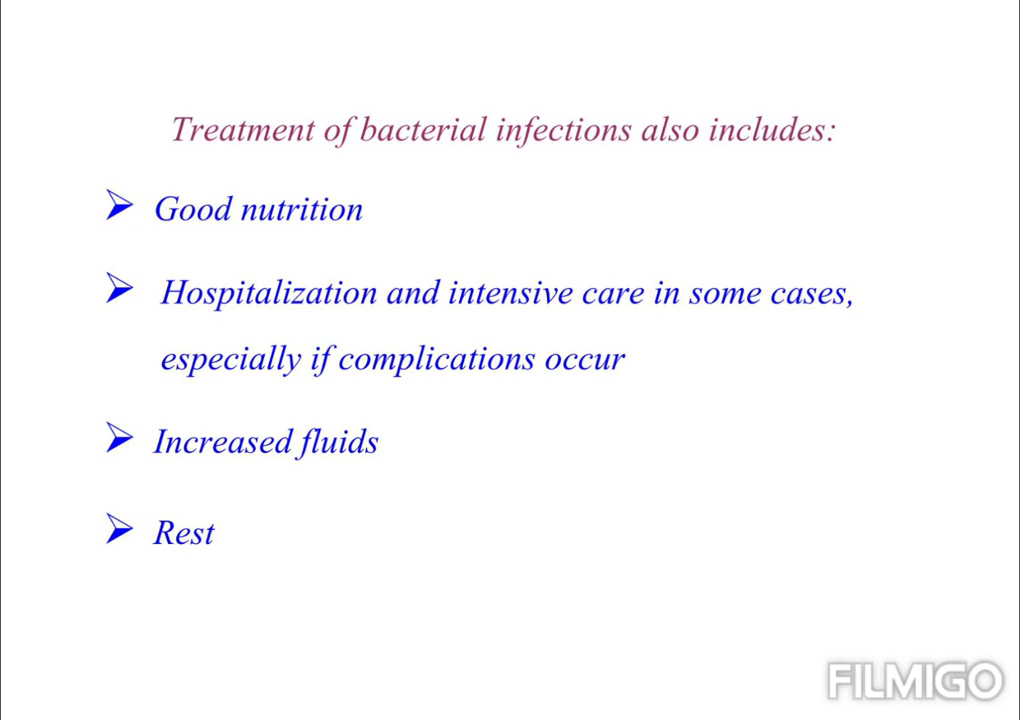 Treatment of bacterial infections also includes:
➢ Good nutrition
➢ Hospitalization and intensive care in some cases,
especially if complications occur
➢ Increased fluids
➢ Rest
FILMIGO